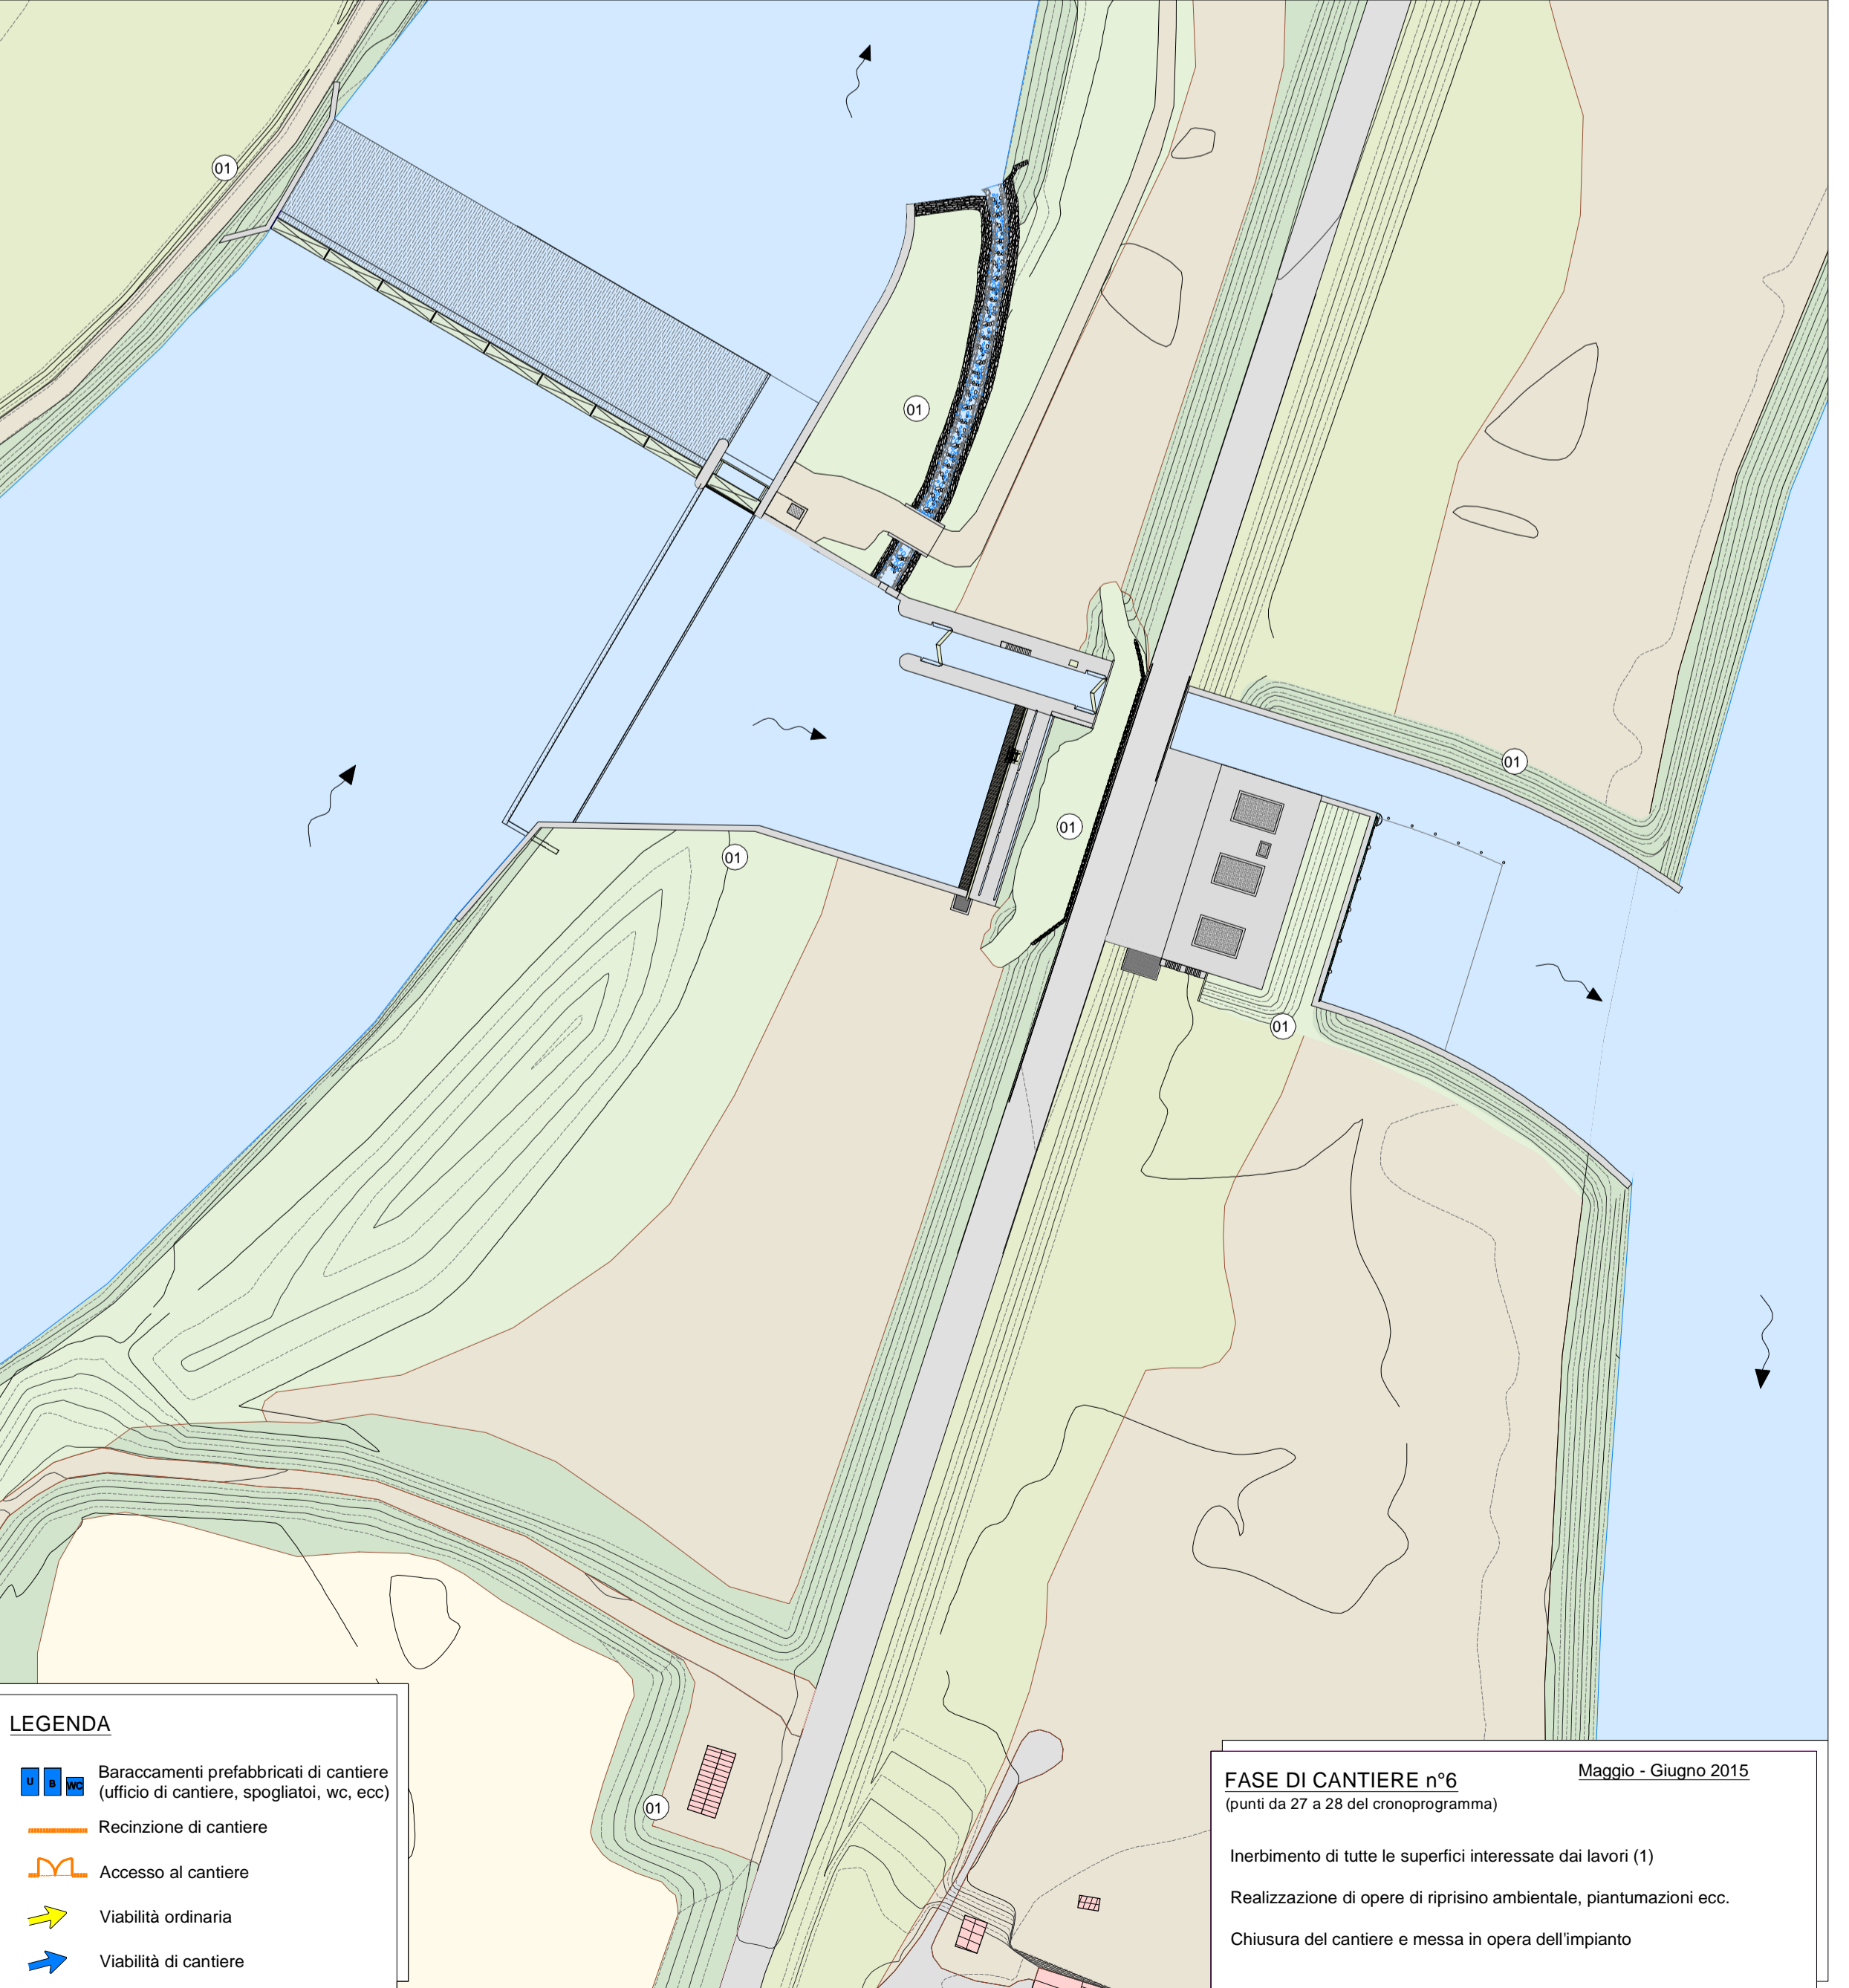 01
01
01
01
01
01
01
LEGENDA
U B WC
Baraccamenti prefabbricati di cantiere
(ufficio di cantiere, spogliatoi, wc, ecc)
Recinzione di cantiere
Accesso al cantiere
Viabilità ordinaria
Viabilità di cantiere
FASE DI CANTIERE n°6
Maggio - Giugno 2015
(punti da 27 a 28 del cronoprogramma)
Inerbimento di tutte le superfici interessate dai lavori (1)
Realizzazione di opere di riprisino ambientale, piantumazioni ecc.
Chiusura del cantiere e messa in opera dell'impianto